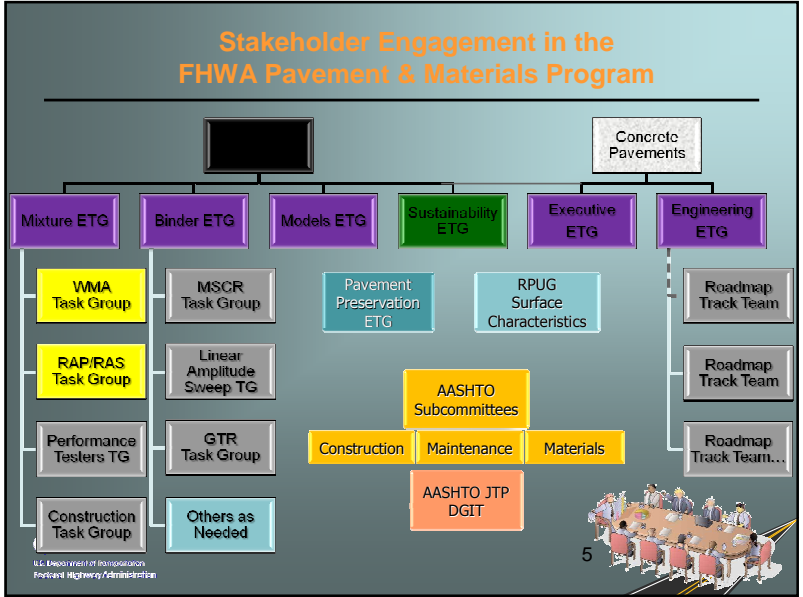 Stakeholder Engagement in the
FHWA Pavement & Materials Program
Concrete
Pavements
Mixture ETG
Binder ETG
Models ETG
Sustainability
ETG
Executive
ETG
Engineering
ETG
WMA
Task Group
MSCR
Task Group
Pavement
Preservation
ETG
RPUG
Surface
Characteristics
Roadmap
Track Team
RAP/RAS
Task Group
Linear
Amplitude
Sweep TG
AASHTO
Subcommittees
Roadmap
Track Team
Performance
Testers TG
GTR
Task Group
Construction
Maintenance
Materials
Roadmap
Track Team...
Construction
Task Group
Others as
Needed
AASHTO JTP
DGIT
U.S. Department of Transportation
Federal Highway Administration
5